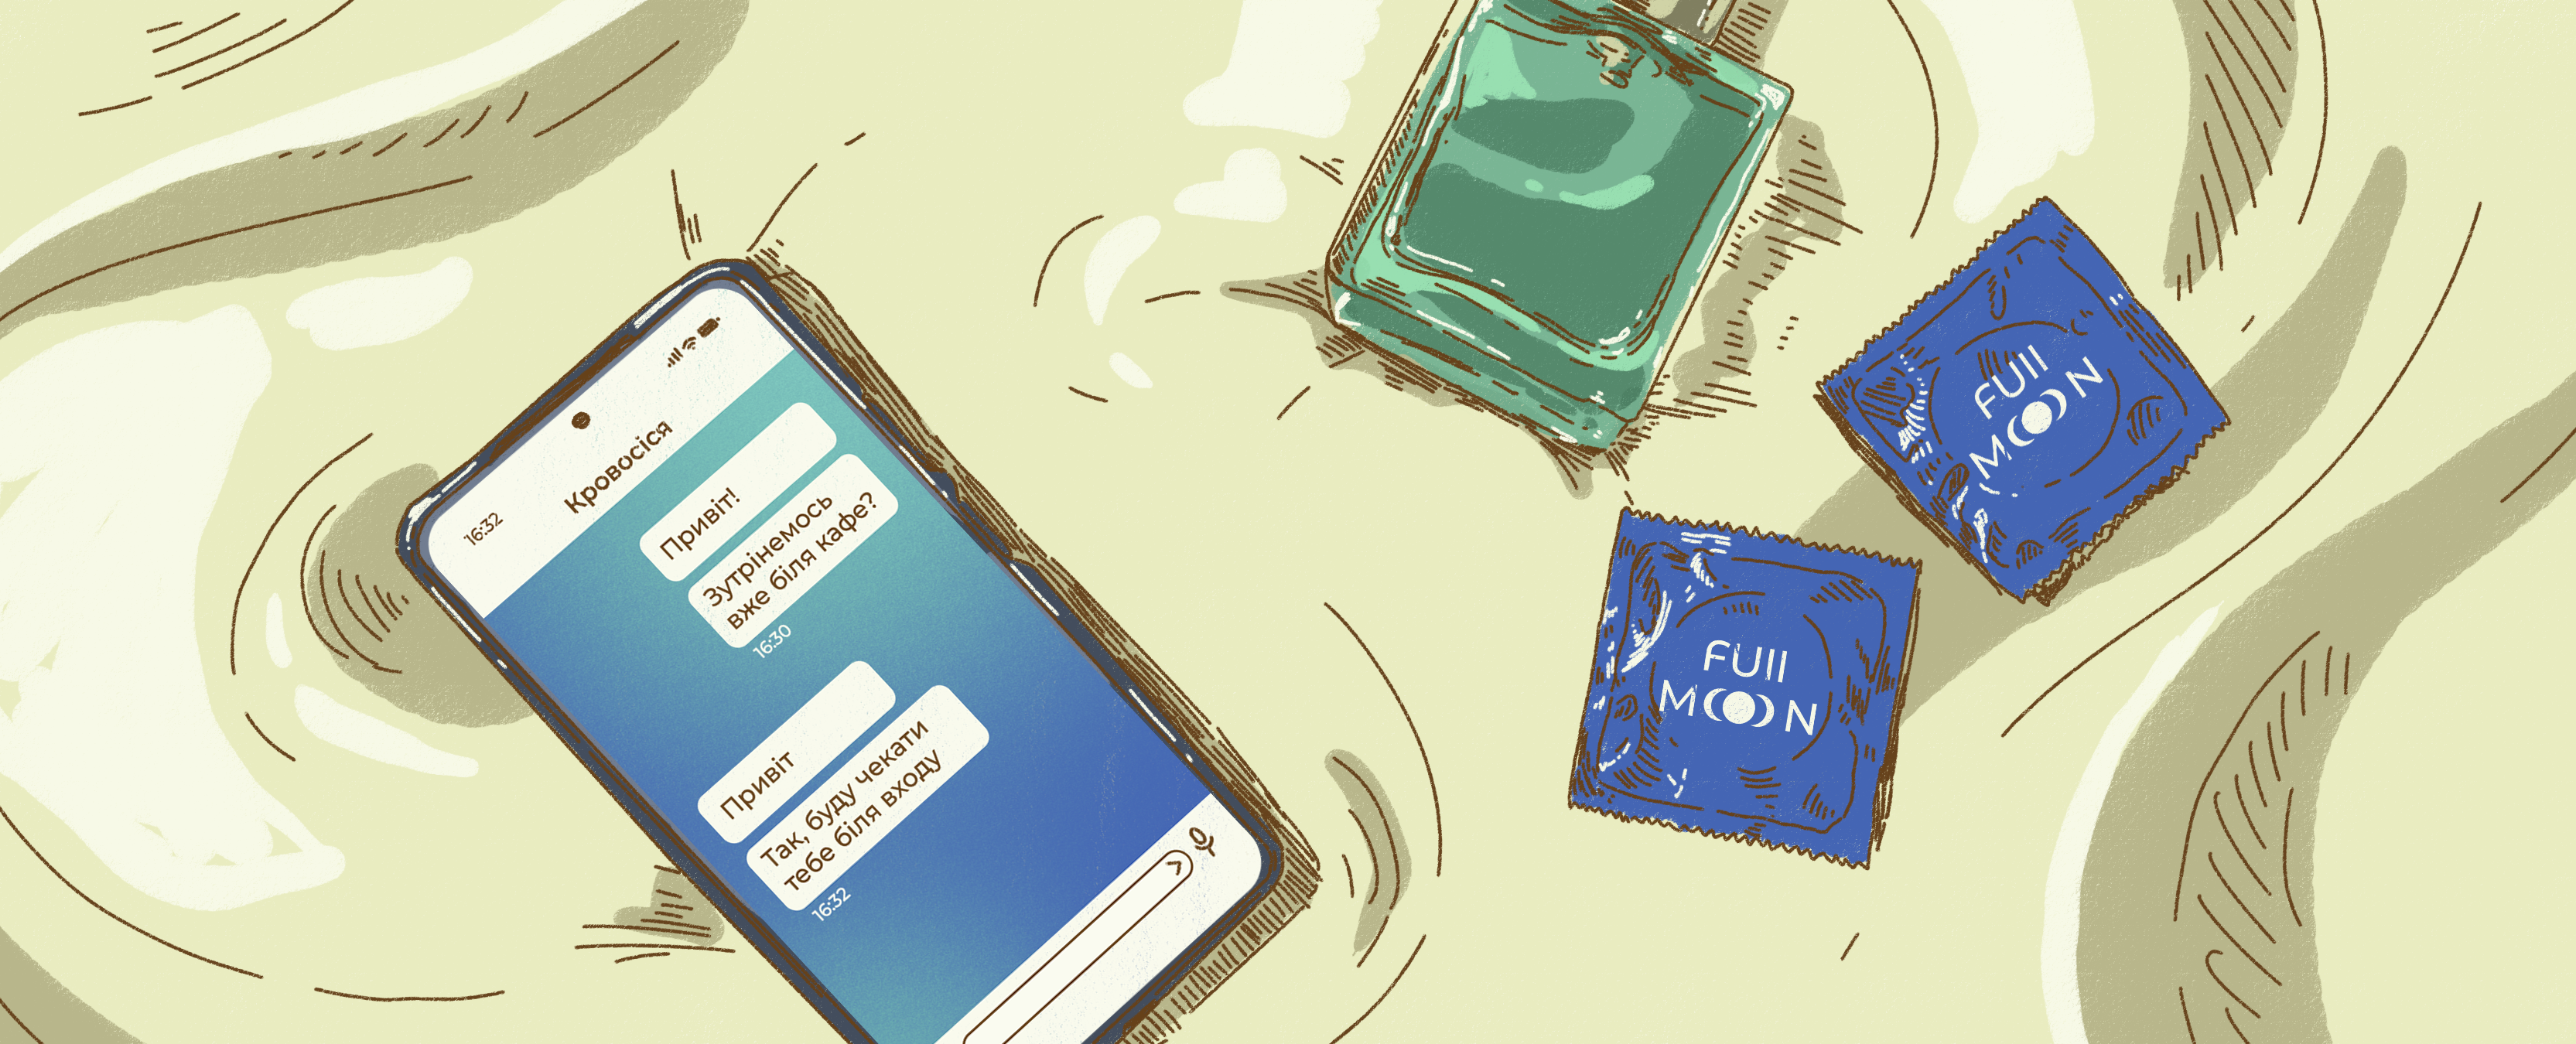 16:32
Кровосіся
Привіт!
Зутрінемось
вже біля кафе?
16:30
Привіт
Так, буду чекати
тебе біля входу
16:32
FUll
MOON
FUll
MOON